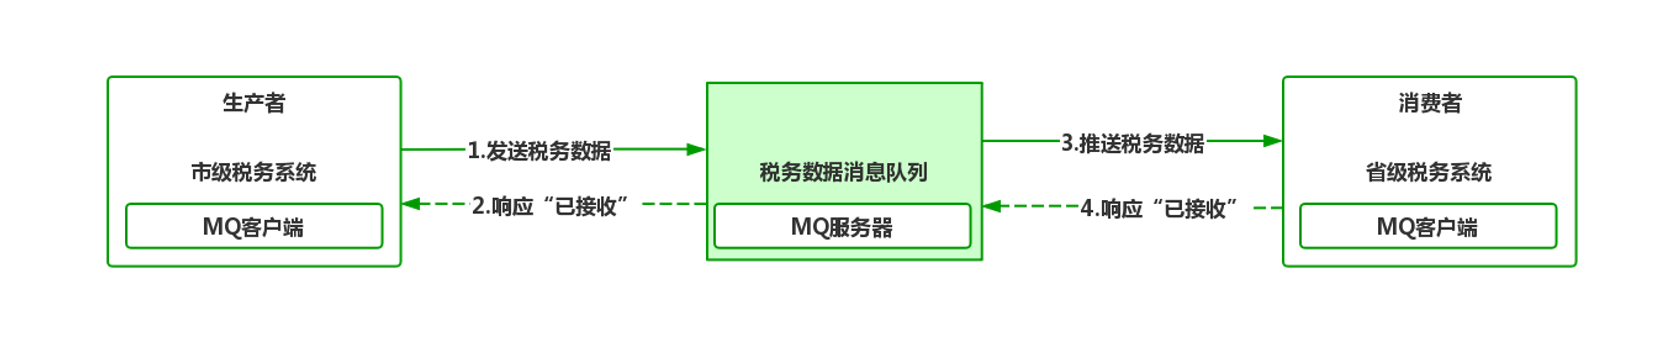 生产者
市级税务系统
MQ客户端
1.发送税务数据
2.响应“已接收”
税务数据消息队列
MQ服务器
3.推送税务数据
4.响应“已接收”
消费者
省级税务系统
MQ客户端